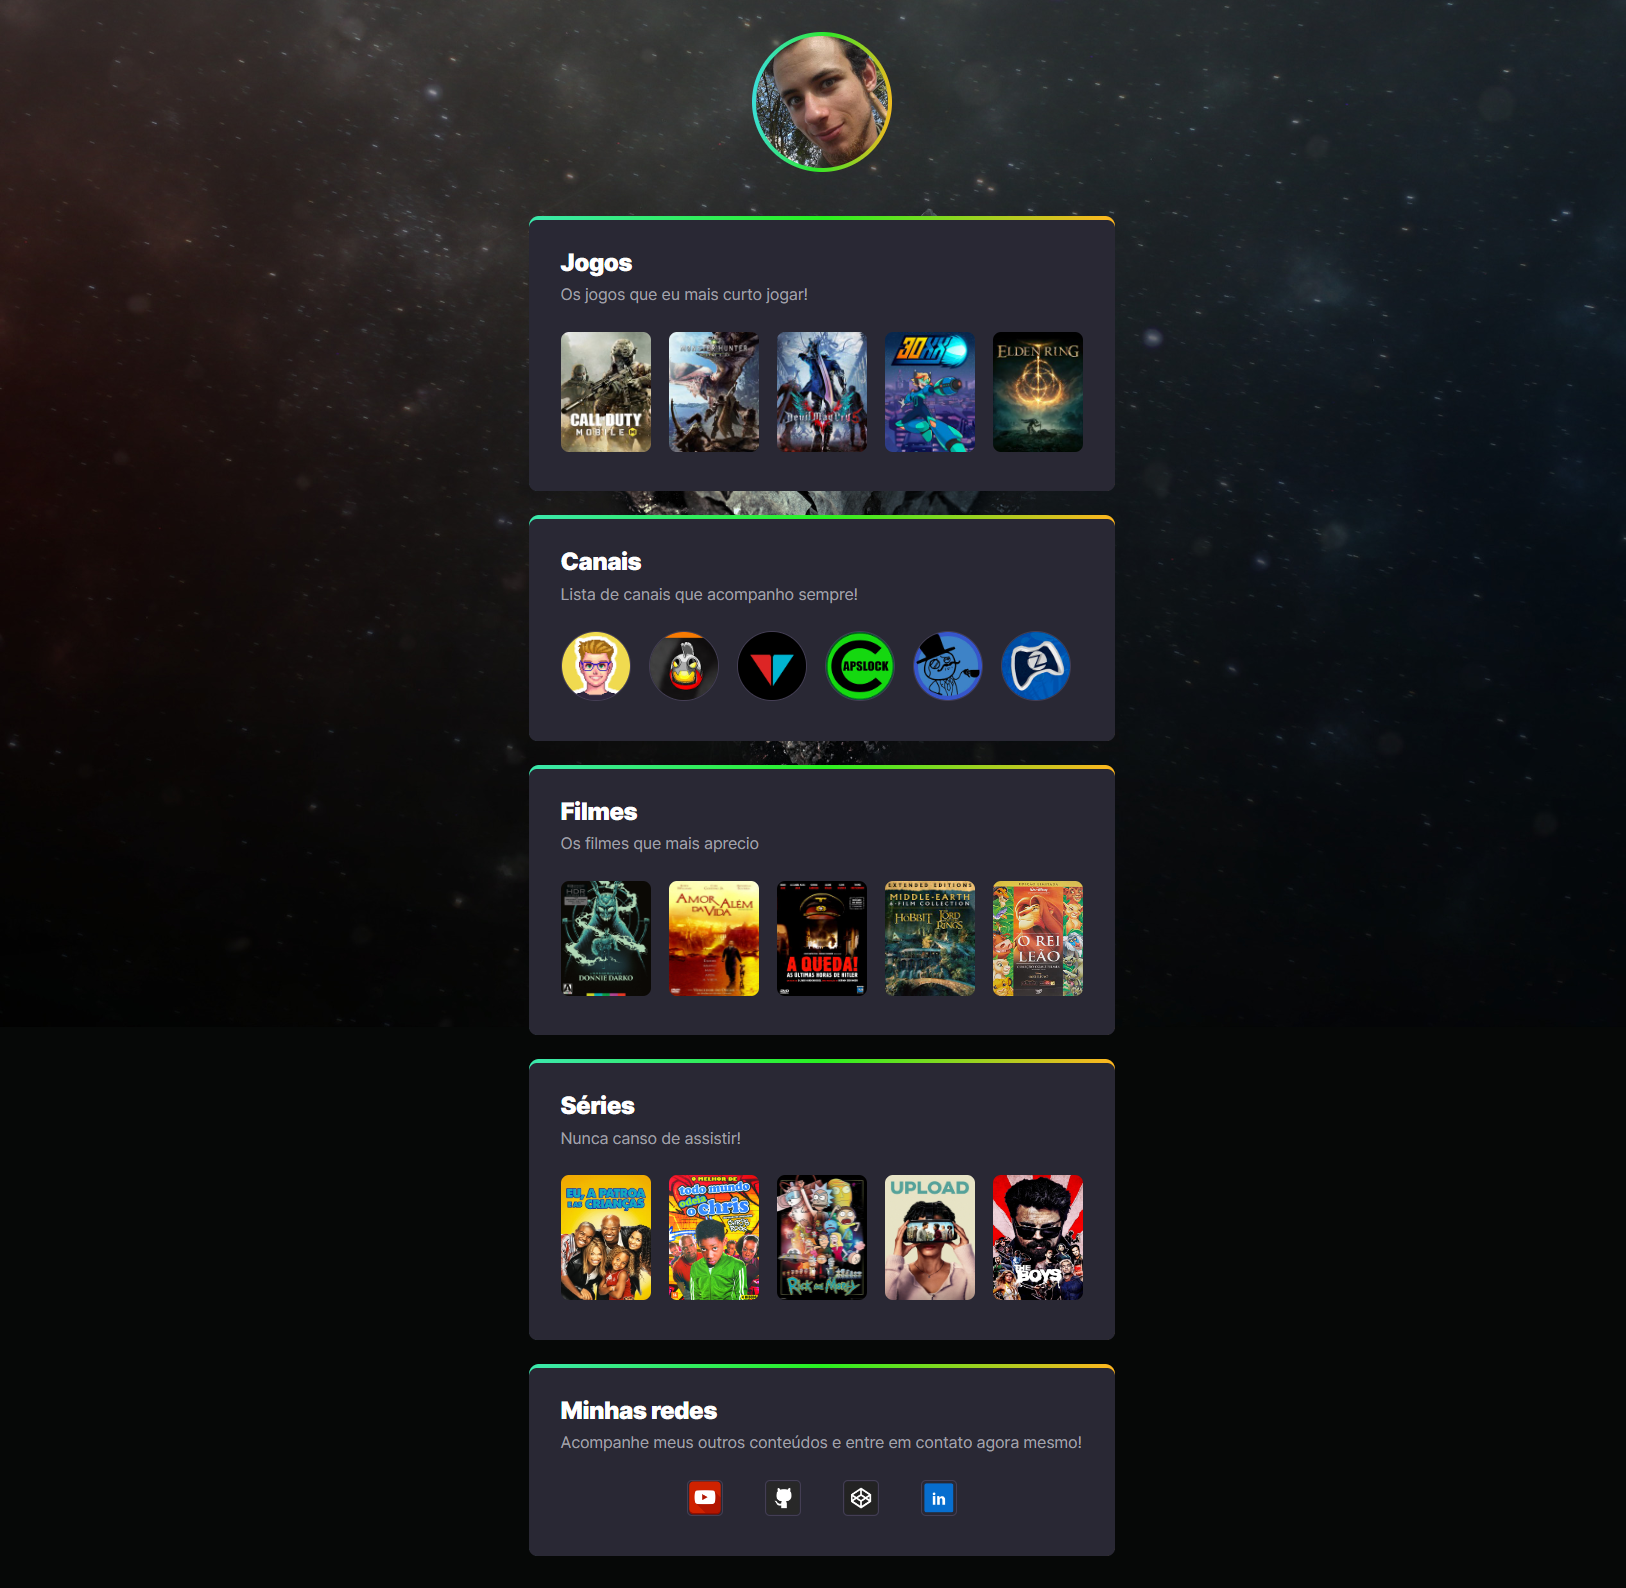 Jogos
Os jogos que eu mais curto jogar!
CALL DUTY
MOBILE
MONSTER HUNTER
Devil May Cry 5
30XX
ELDEN RING
Canais
Lista de canais que acompanho sempre!
APSLOCK
Z
Filmes
Os filmes que mais aprecio
HDR
DONNIE DARKO
AMOR ALÉM
DA VIDA
A QUEDA!
AS ÚLTIMAS HORAS DE HITLER
EXTENDED EDITIONS
MIDDLE-EARTH
6-FILM COLLECTION
THE HOBBIT THE LORD OF THE RINGS
O REI
LEÃO
Séries
Nunca canso de assistir!
EU, A PATROA
E AS CRIANÇAS
O MELHOR DE
todo mundo
odeia
o chris
RICK AND MORTY
UPLOAD
THE BOYS
Minhas redes
Acompanhe meus outros conteúdos e entre em contato agora mesmo!
in